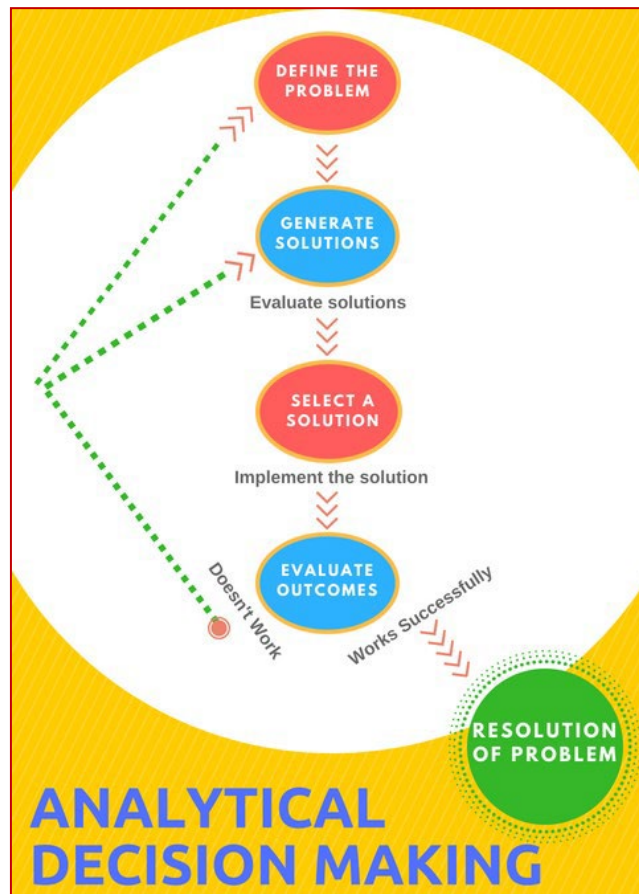 DEFINE THE
PROBLEM
GENERATE
SOLUTIONS
Evaluate solutions
SELECT A
SOLUTION
Implement the solution
EVALUATE
OUTCOMES
Doesn't Work
Works Successfully
RESOLUTION
OF PROBLEM
ANALYTICAL
DECISION MAKING